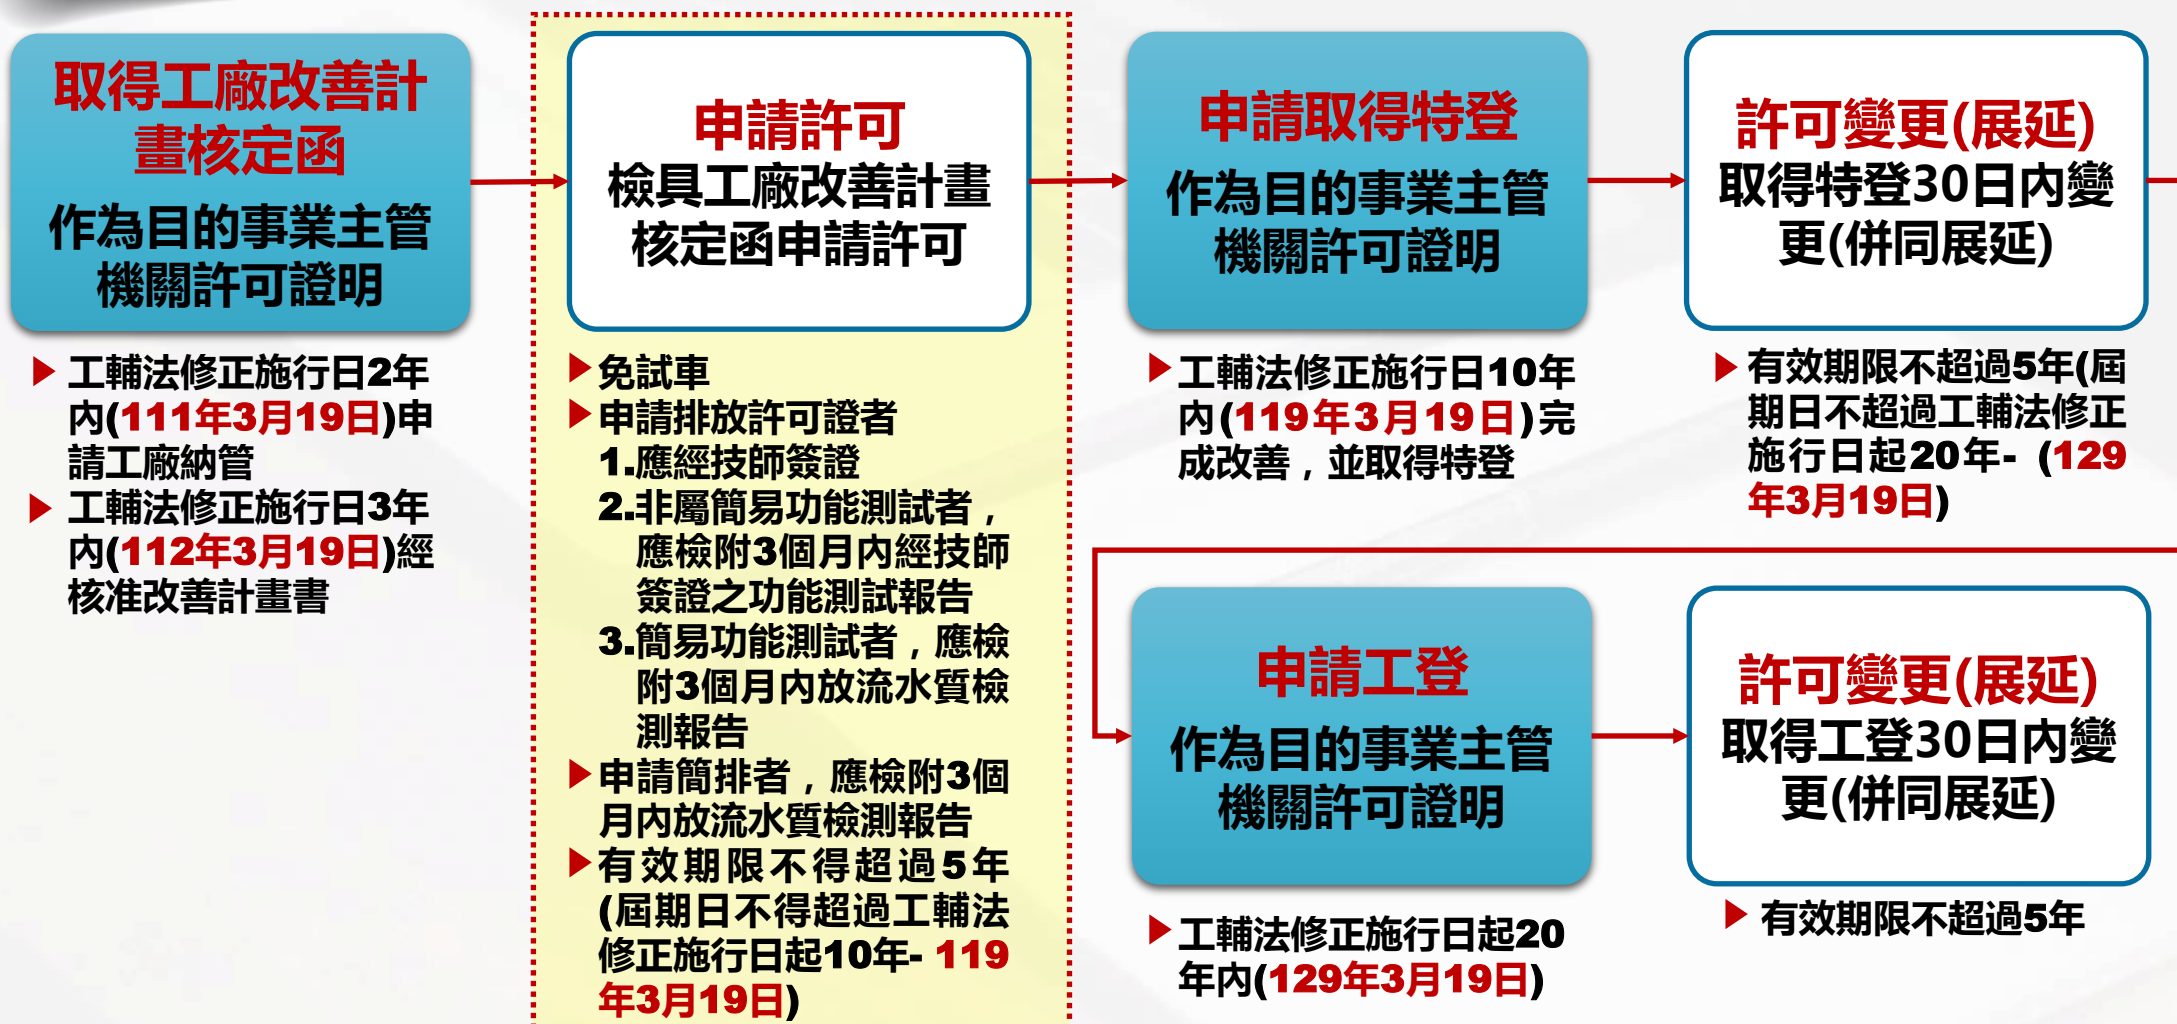 取得工廠改善計
畫核定函
作為目的事業主管
機關許可證明
工輔法修正施行日2年
內(111年3月19日)申
請工廠納管
工輔法修正施行日3年
內(112年3月19日)經
核准改善計畫書
申請許可
檢具工廠改善計畫
核定函申請許可
免試車
申請排放許可證者
1.應經技師簽證
2.非屬簡易功能測試者，
應檢附3個月內經技師
簽證之功能測試報告
3.簡易功能測試者，應檢
附3個月內放流水質檢
測報告
申請簡排者，應檢附3個
月內放流水質檢測報告
有效期限不得超過5年
(屆期日不得超過工輔法
修正施行日起10年- 119
年3月19日)
申請取得特登
作為目的事業主管
機關許可證明
工輔法修正施行日10年
內(119年3月19日)完
成改善，並取得特登
許可變更(展延)
取得特登30日內變
更(併同展延)
有效期限不超過5年(屆
期日不超過工輔法修正
施行日起20年- (129
年3月19日)
申請工登
作為目的事業主管
機關許可證明
工輔法修正施行日起20
年內(129年3月19日)
許可變更(展延)
取得工登30日內變
更(併同展延)
有效期限不超過5年